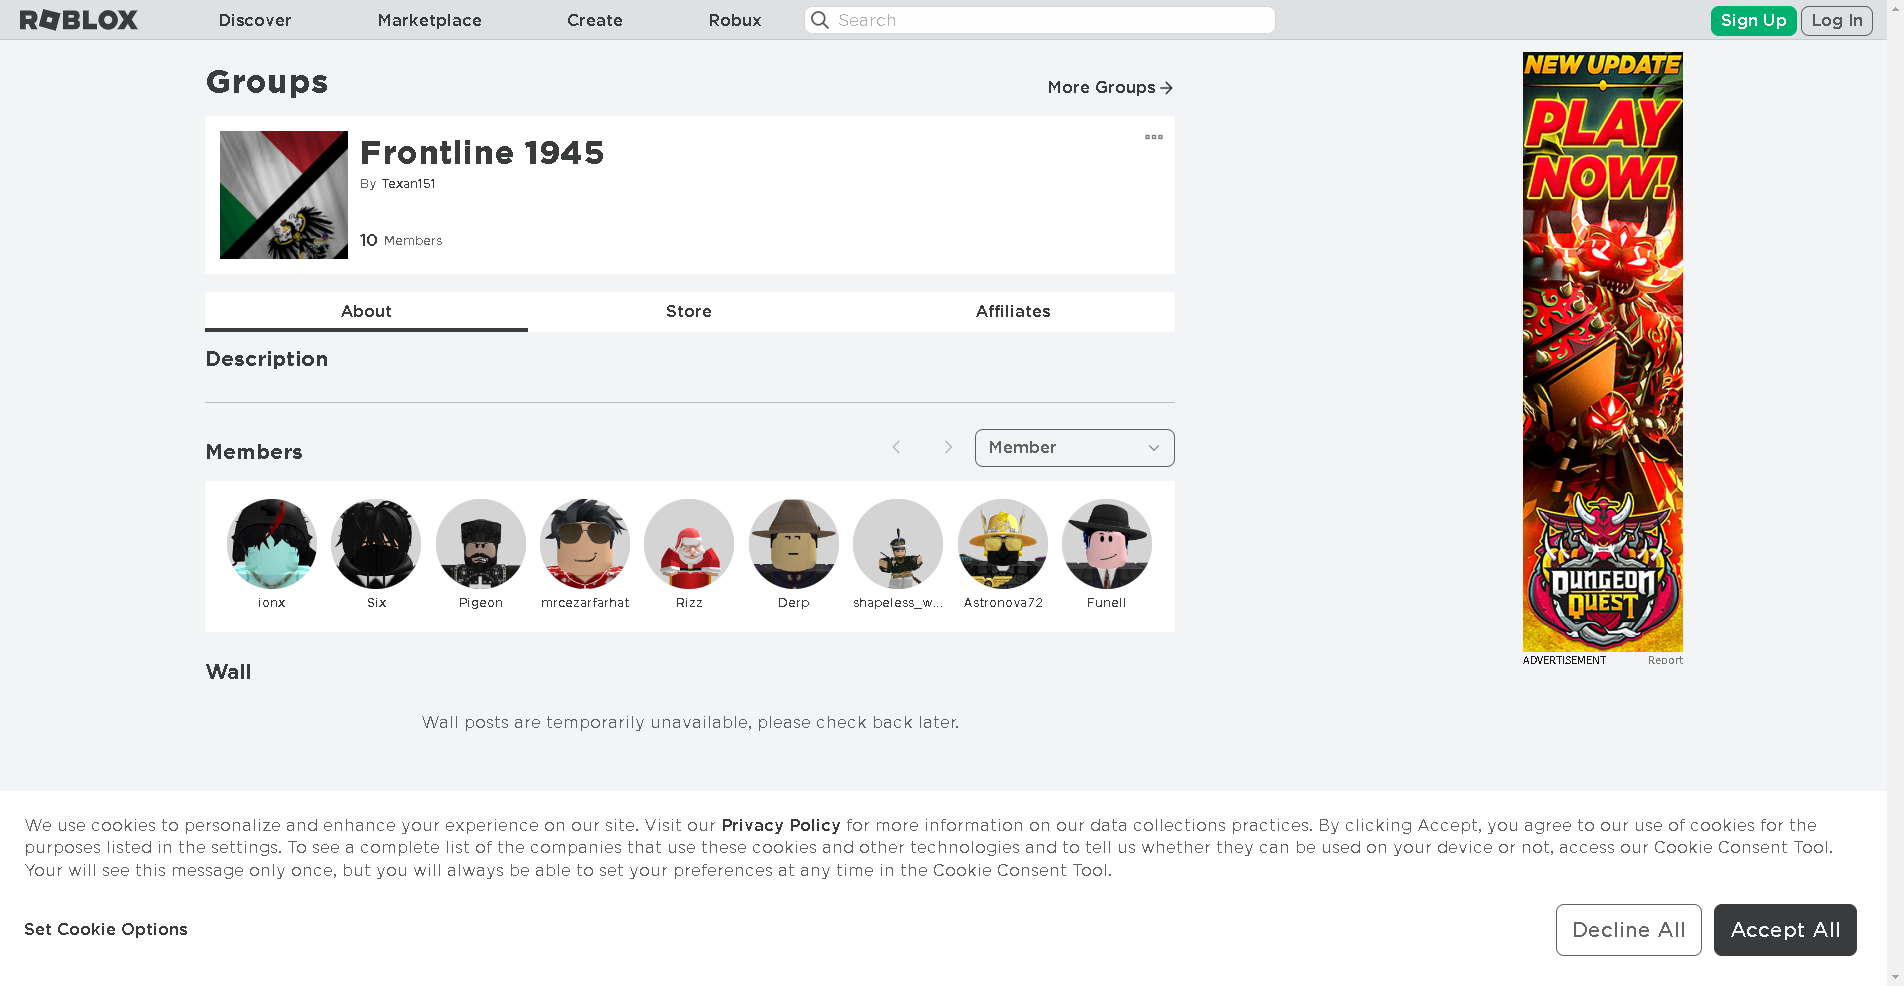 ROBLOX Discover Marketplace Create Robux Search Sign Up Log In
Groups
More Groups
Frontline 1945
By Texan151
10 Members
About Store Affiliates
Description
Members
Member
ionx Six Pigeon mrcezarfarhat Rizz Derp shapeless_w... Astronova72 Funell
Wall
Wall posts are temporarily unavailable, please check back later.
NEW UPDATE
PLAY
NOW!
DUNGEON
QUEST
ADVERTISEMENT Report
We use cookies to personalize and enhance your experience on our site. Visit our Privacy Policy for more information on our data collections practices. By clicking Accept, you agree to our use of cookies for the
purposes listed in the settings. To see a complete list of the companies that use these cookies and other technologies and to tell us whether they can be used on your device or not, access our Cookie Consent Tool.
Your will see this message only once, but you will always be able to set your preferences at any time in the Cookie Consent Tool.
Set Cookie Options
Decline All
Accept All